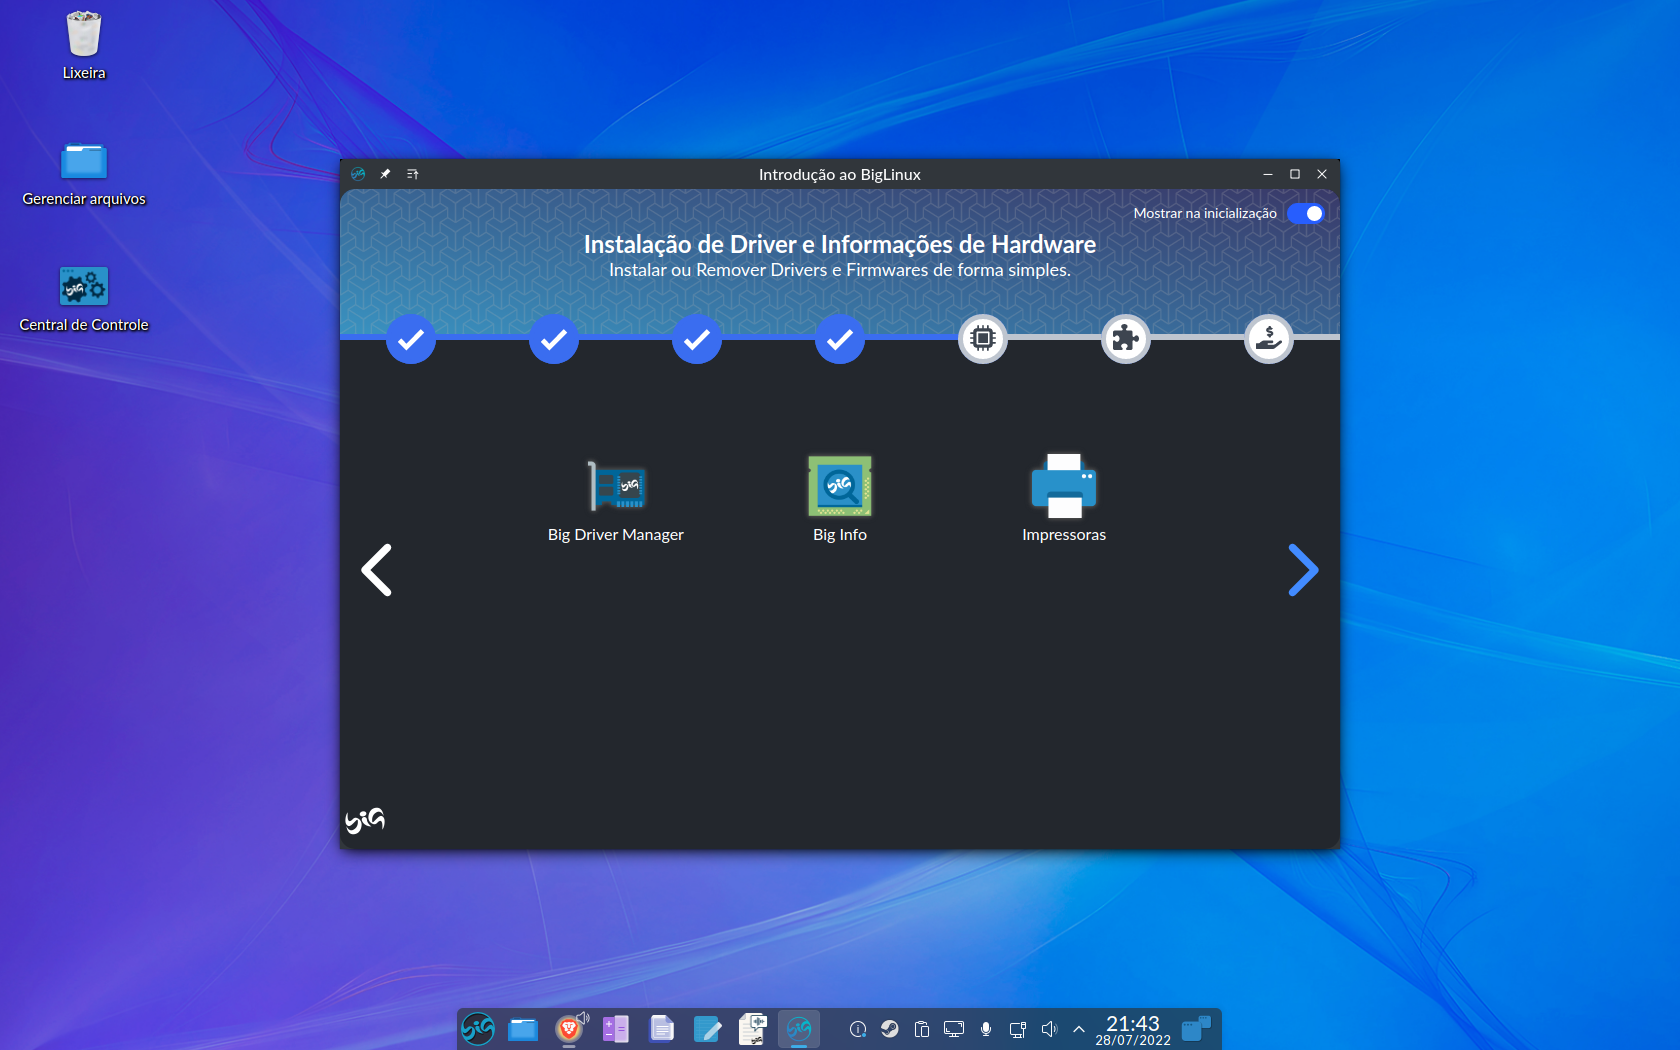 Lixeira
Gerenciar arquivos
Central de Controle
Introdução ao BigLinux
Mostrar na inicialização
Instalação de Driver e Informações de Hardware
Instalar ou Remover Drivers e Firmwares de forma simples.
Big Driver Manager
Big Info
Impressoras
21:43
28/07/2022